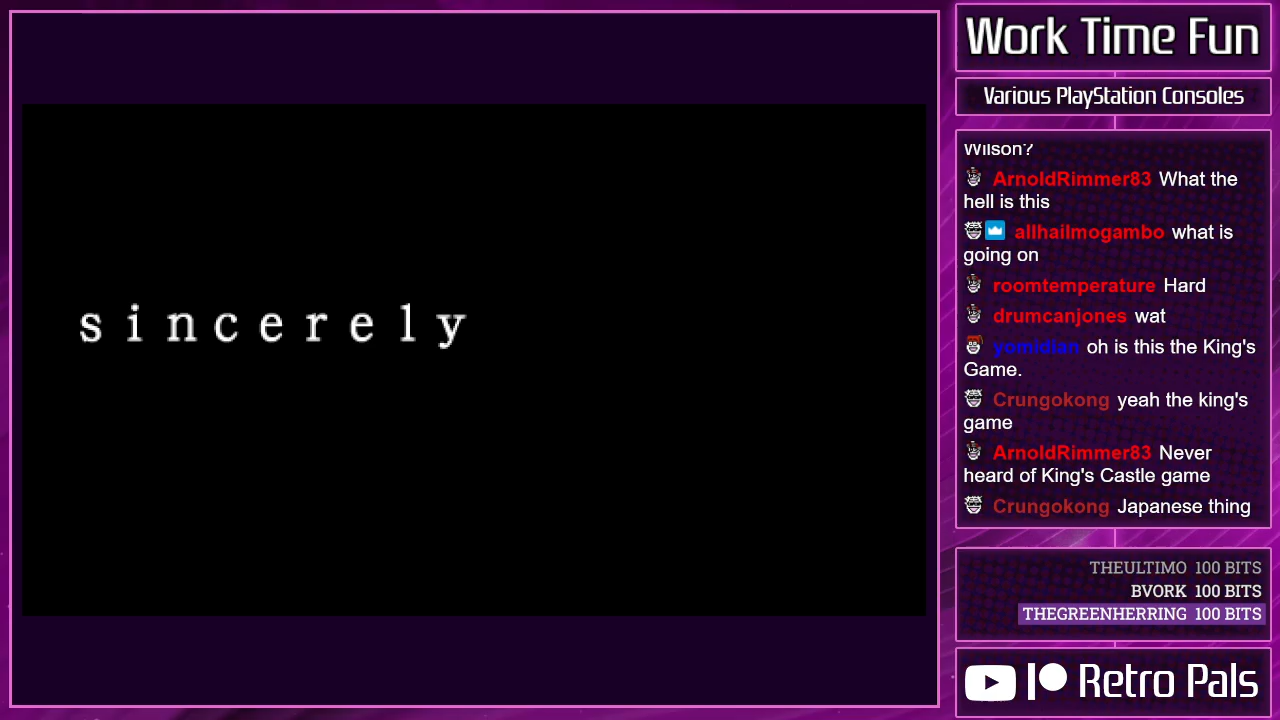 sincerely
Work Time Fun
Various PlayStation Consoles
Wilson?
ArnoldRimmer83 What the
hell is this
allhailmogambo what is
going on
roomtemperature Hard
drumcanjones wat
yomidian oh is this the King's
Game.
Crungokong yeah the king's
game
ArnoldRimmer83 Never
heard of King's Castle game
Crungokong Japanese thing
THEULTIMO 100 BITS
BVORK 100 BITS
THEGREENHERRING 100 BITS
Retro Pals